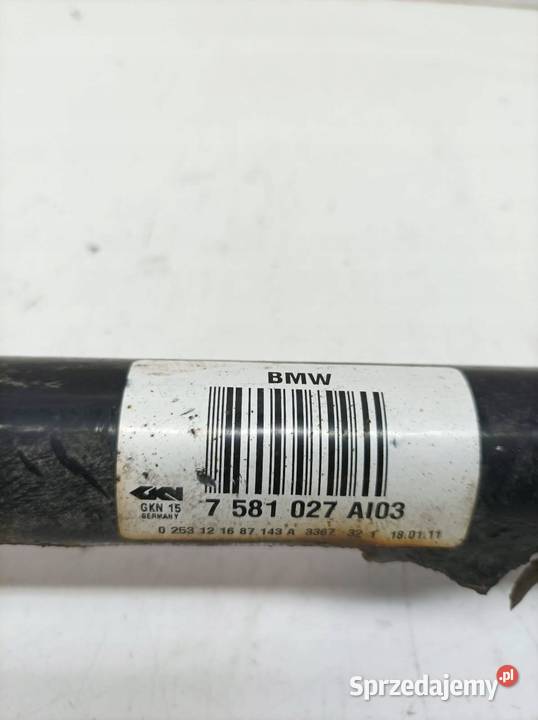 BMW
GKN
GKN 15
GERMANY
7 581 027 AI03
0 253 12 16 87 143 A 3367 32 1 18.01.11
Sprzedajemy.pl